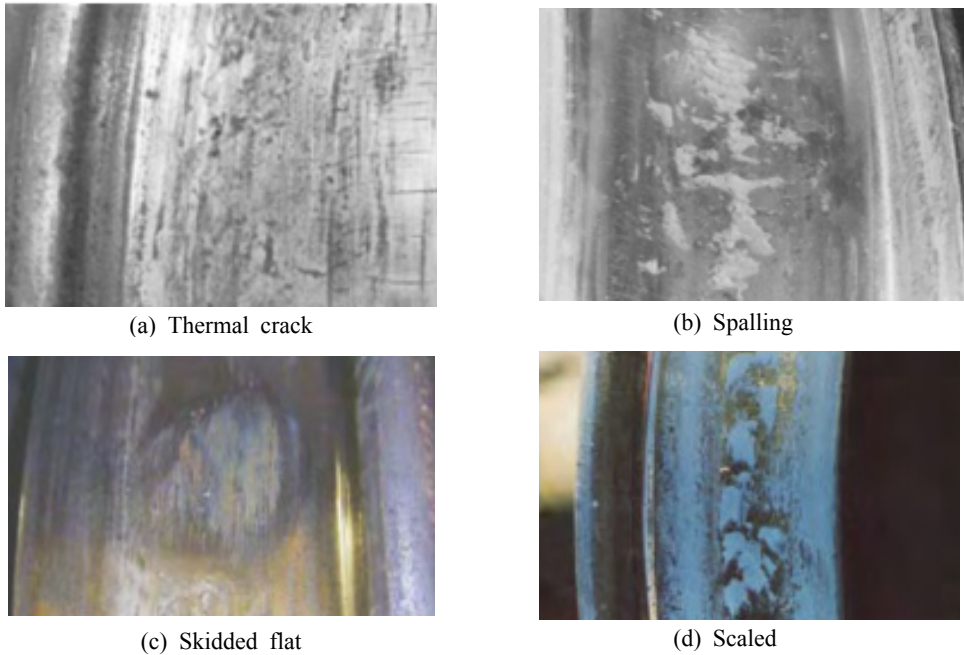 (a) Thermal crack
(b) Spalling
(c) Skidded flat
(d) Scaled